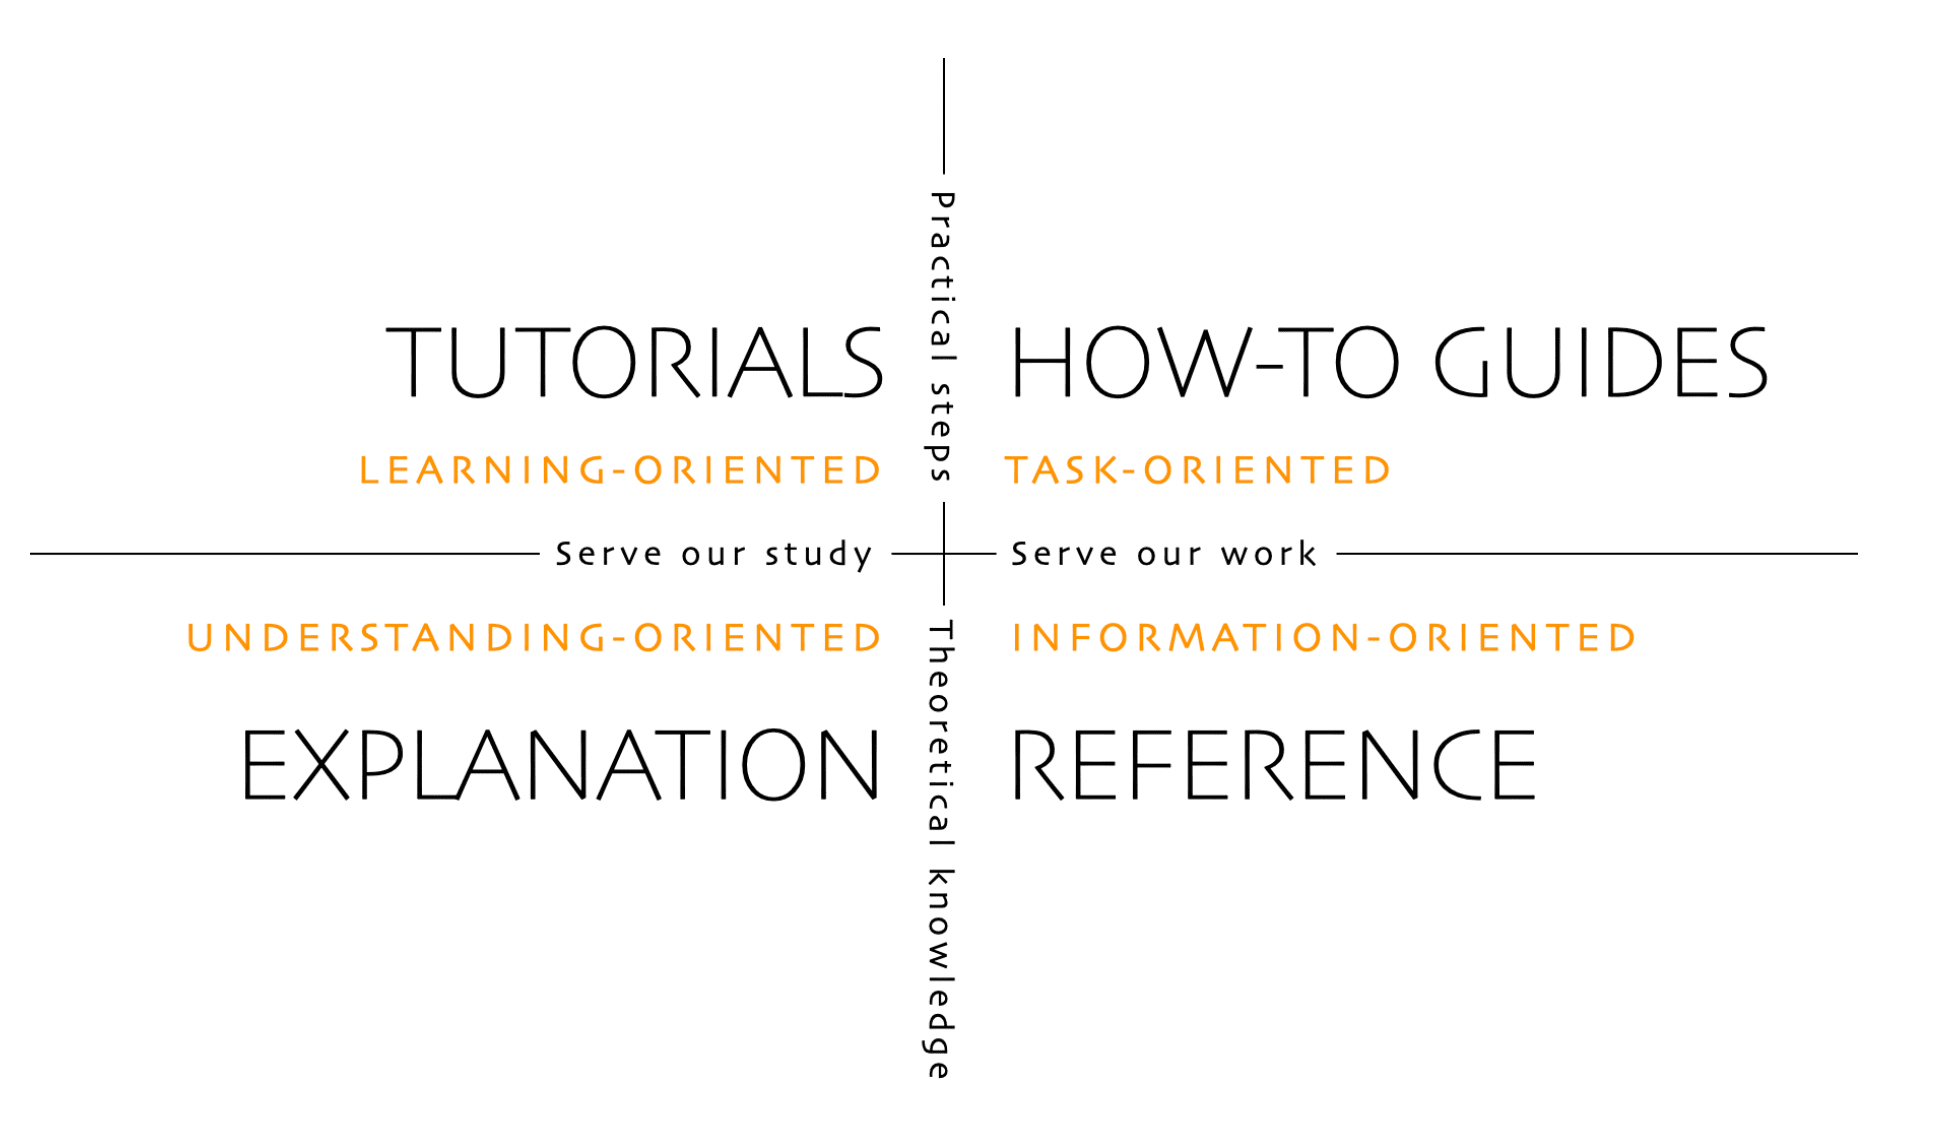 Practical steps
TUTORIALS
HOW-TO GUIDES
LEARNING-ORIENTED
TASK-ORIENTED
Serve our study
Serve our work
UNDERSTANDING-ORIENTED
INFORMATION-ORIENTED
EXPLANATION
REFERENCE
Theoretical knowledge